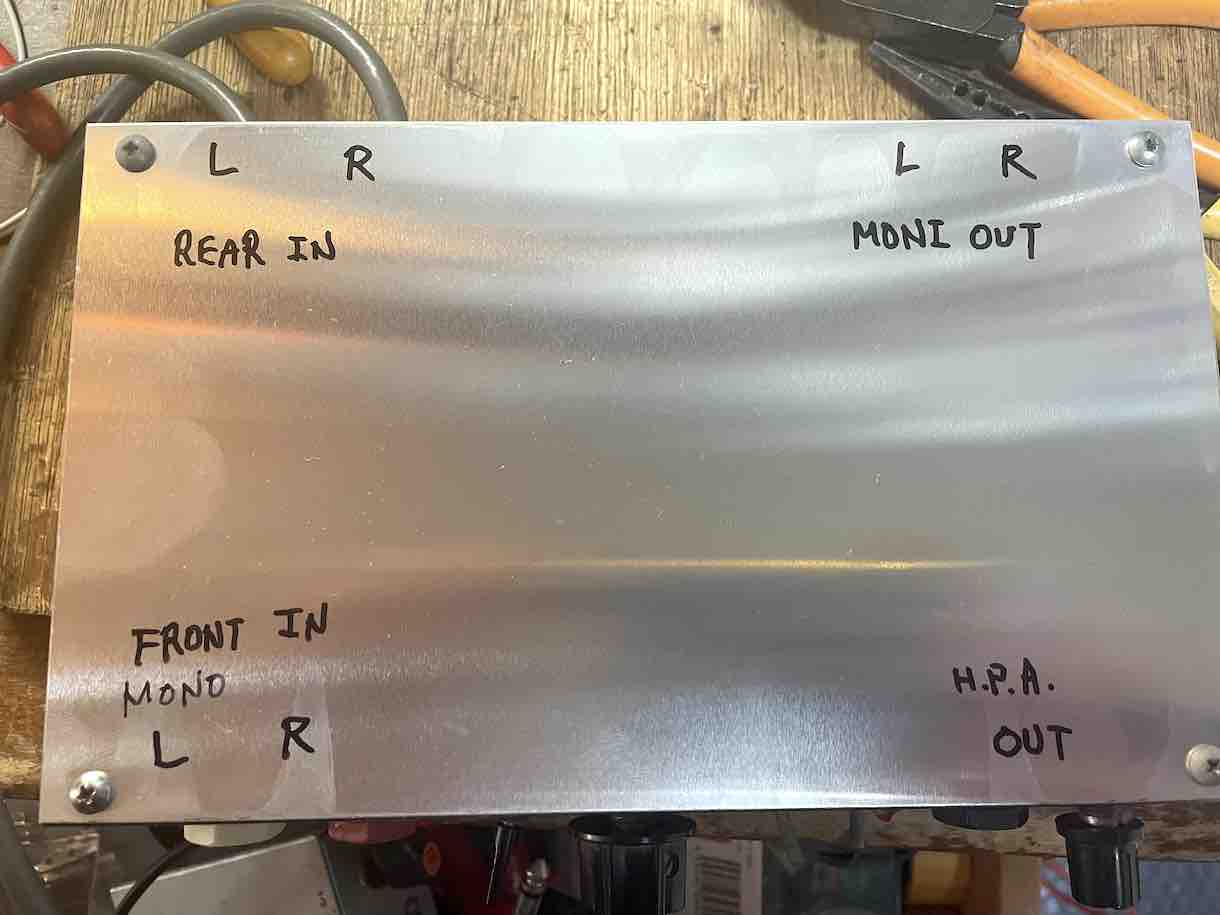 L R
L R
REAR IN
MONI OUT
FRONT IN
MONO
L R
H.P.A.
OUT